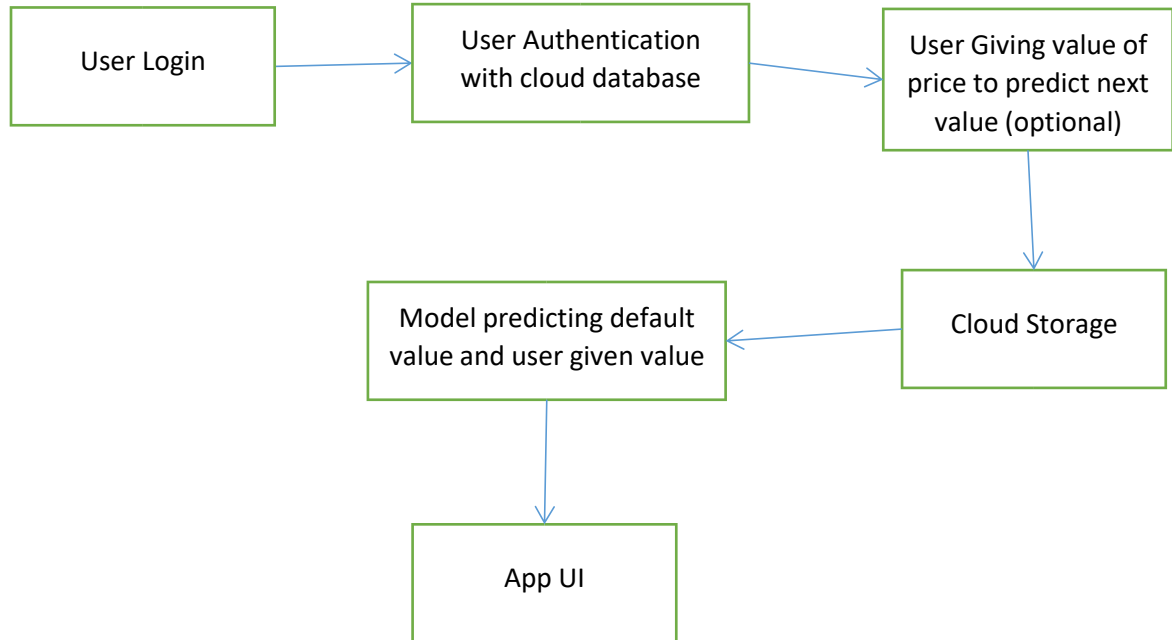 User Login
User Authentication
with cloud database
User Giving value of
price to predict next
value (optional)
Cloud Storage
Model predicting default
value and user given value
App UI